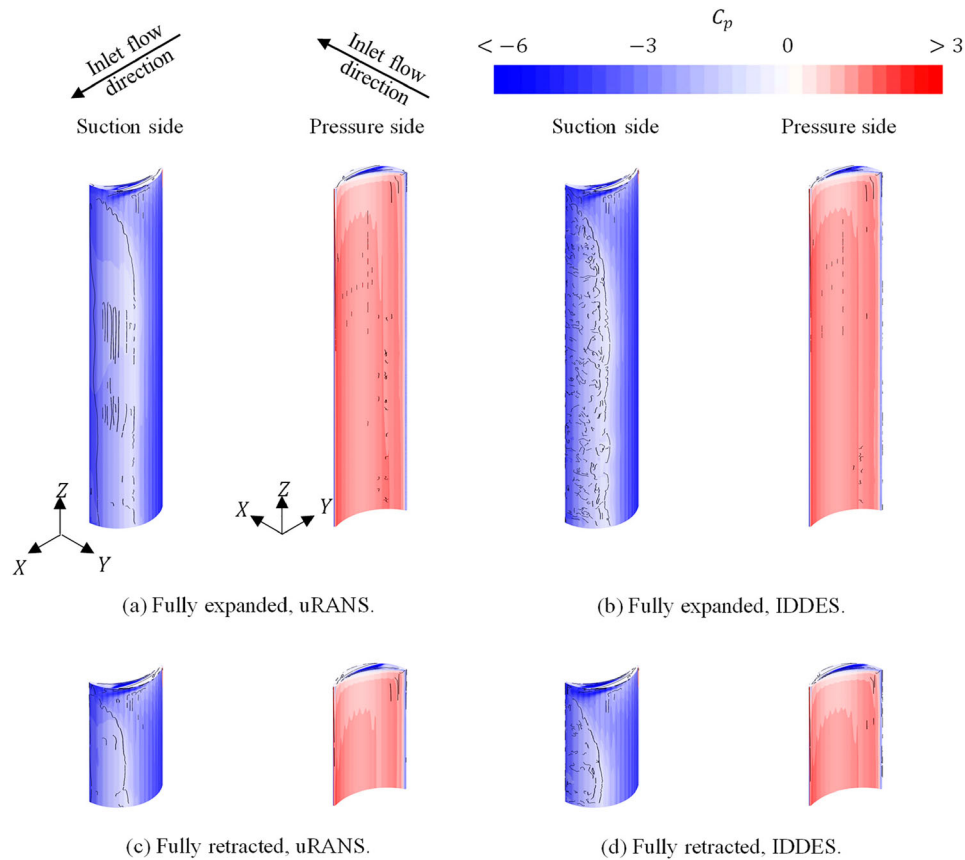 Inlet flow
direction
Inlet flow
direction
C_p
< −6
−3
0
> 3
Suction side
Pressure side
Suction side
Pressure side
Z
X
Y
Z
X
Y
(a) Fully expanded, uRANS.
(b) Fully expanded, IDDES.
(c) Fully retracted, uRANS.
(d) Fully retracted, IDDES.